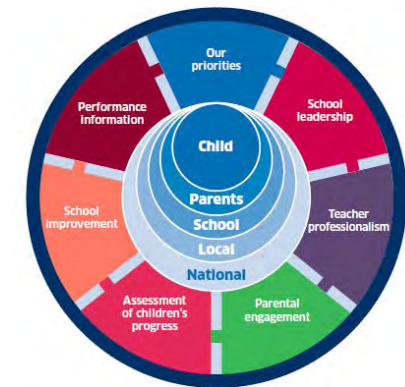 Our
priorities
School
leadership
Teacher
professionalism
Parental
engagement
Assessment
of children's
progress
School
improvement
Performance
information
Child
Parents
School
Local
National